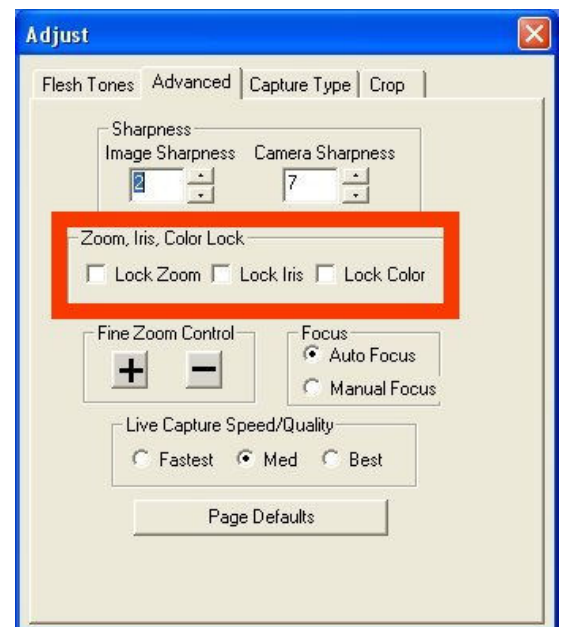 Adjust
Flesh Tones Advanced Capture Type Crop
Sharpness
Image Sharpness Camera Sharpness
2 7
Zoom, Iris, Color Lock
Lock Zoom Lock Iris Lock Color
Fine Zoom Control Focus
Auto Focus
+ −
Manual Focus
Live Capture Speed/Quality
Fastest Med Best
Page Defaults